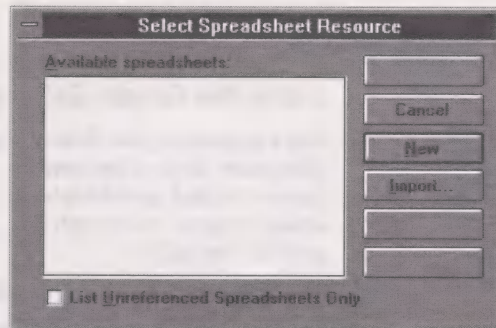 Select Spreadsheet Resource
Available spreadsheets:
Cancel
New
Import...
List Unreferenced Spreadsheets Only